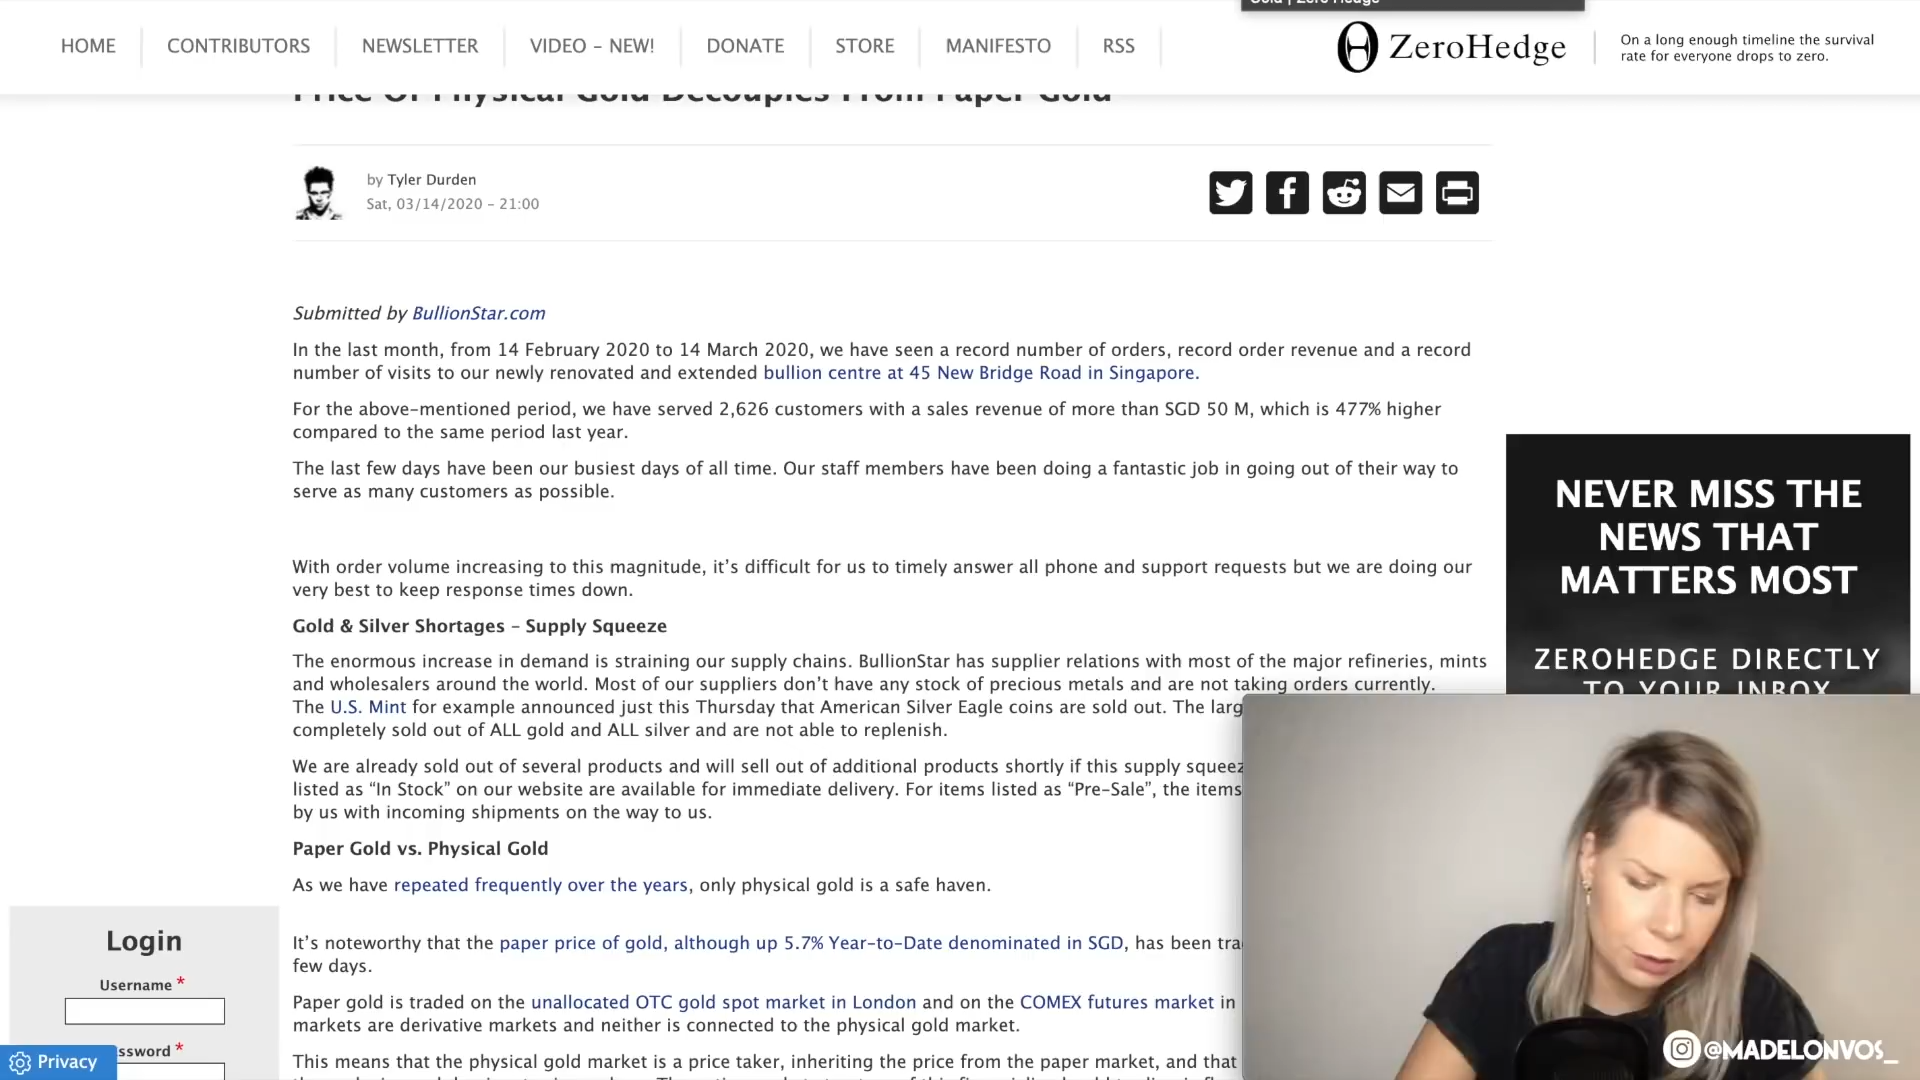 Gold | Zero Hedge
HOME
CONTRIBUTORS
NEWSLETTER
VIDEO – NEW!
DONATE
STORE
MANIFESTO
RSS
ZeroHedge
On a long enough timeline the survival
rate for everyone drops to zero.
Price Of Physical Gold Decouples From Paper Gold
by Tyler Durden
Sat, 03/14/2020 – 21:00
Submitted by BullionStar.com
In the last month, from 14 February 2020 to 14 March 2020, we have seen a record number of orders, record order revenue and a record
number of visits to our newly renovated and extended bullion centre at 45 New Bridge Road in Singapore.
For the above-mentioned period, we have served 2,626 customers with a sales revenue of more than SGD 50 M, which is 477% higher
compared to the same period last year.
The last few days have been our busiest days of all time. Our staff members have been doing a fantastic job in going out of their way to
serve as many customers as possible.
With order volume increasing to this magnitude, it’s difficult for us to timely answer all phone and support requests but we are doing our
very best to keep response times down.
Gold & Silver Shortages – Supply Squeeze
The enormous increase in demand is straining our supply chains. BullionStar has supplier relations with most of the major refineries, mints
and wholesalers around the world. Most of our suppliers don’t have any stock of precious metals and are not taking orders currently.
The U.S. Mint for example announced just this Thursday that American Silver Eagle coins are sold out. The larg
completely sold out of ALL gold and ALL silver and are not able to replenish.
We are already sold out of several products and will sell out of additional products shortly if this supply squeez
listed as “In Stock” on our website are available for immediate delivery. For items listed as “Pre-Sale”, the items
by us with incoming shipments on the way to us.
Paper Gold vs. Physical Gold
As we have repeated frequently over the years, only physical gold is a safe haven.
It’s noteworthy that the paper price of gold, although up 5.7% Year-to-Date denominated in SGD, has been tra
few days.
Paper gold is traded on the unallocated OTC gold spot market in London and on the COMEX futures market in
markets are derivative markets and neither is connected to the physical gold market.
This means that the physical gold market is a price taker, inheriting the price from the paper market, and that
NEVER MISS THE
NEWS THAT
MATTERS MOST
ZEROHEDGE DIRECTLY
TO YOUR INBOX
Login
Username *
ssword *
Privacy
@MADELONVOS_